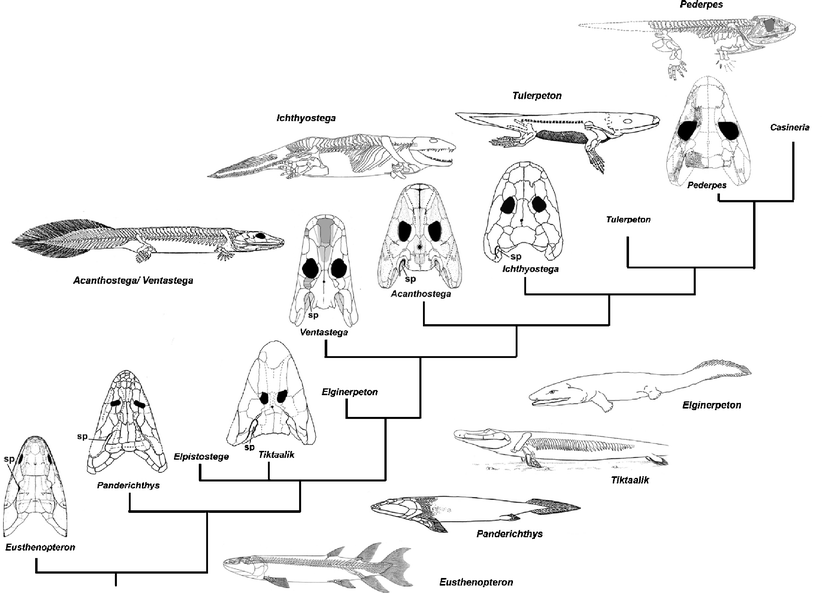 Pederpes
Tulerpeton
Ichthyostega
Casineria
Pederpes
Tulerpeton
sp
Ichthyostega
Acanthostega/ Ventastega
sp
Acanthostega
sp
Ventastega
Elginerpeton
Elginerpeton
sp
sp
sp
Elpistostege
Tiktaalik
Tiktaalik
Panderichthys
Panderichthys
Eusthenopteron
Eusthenopteron